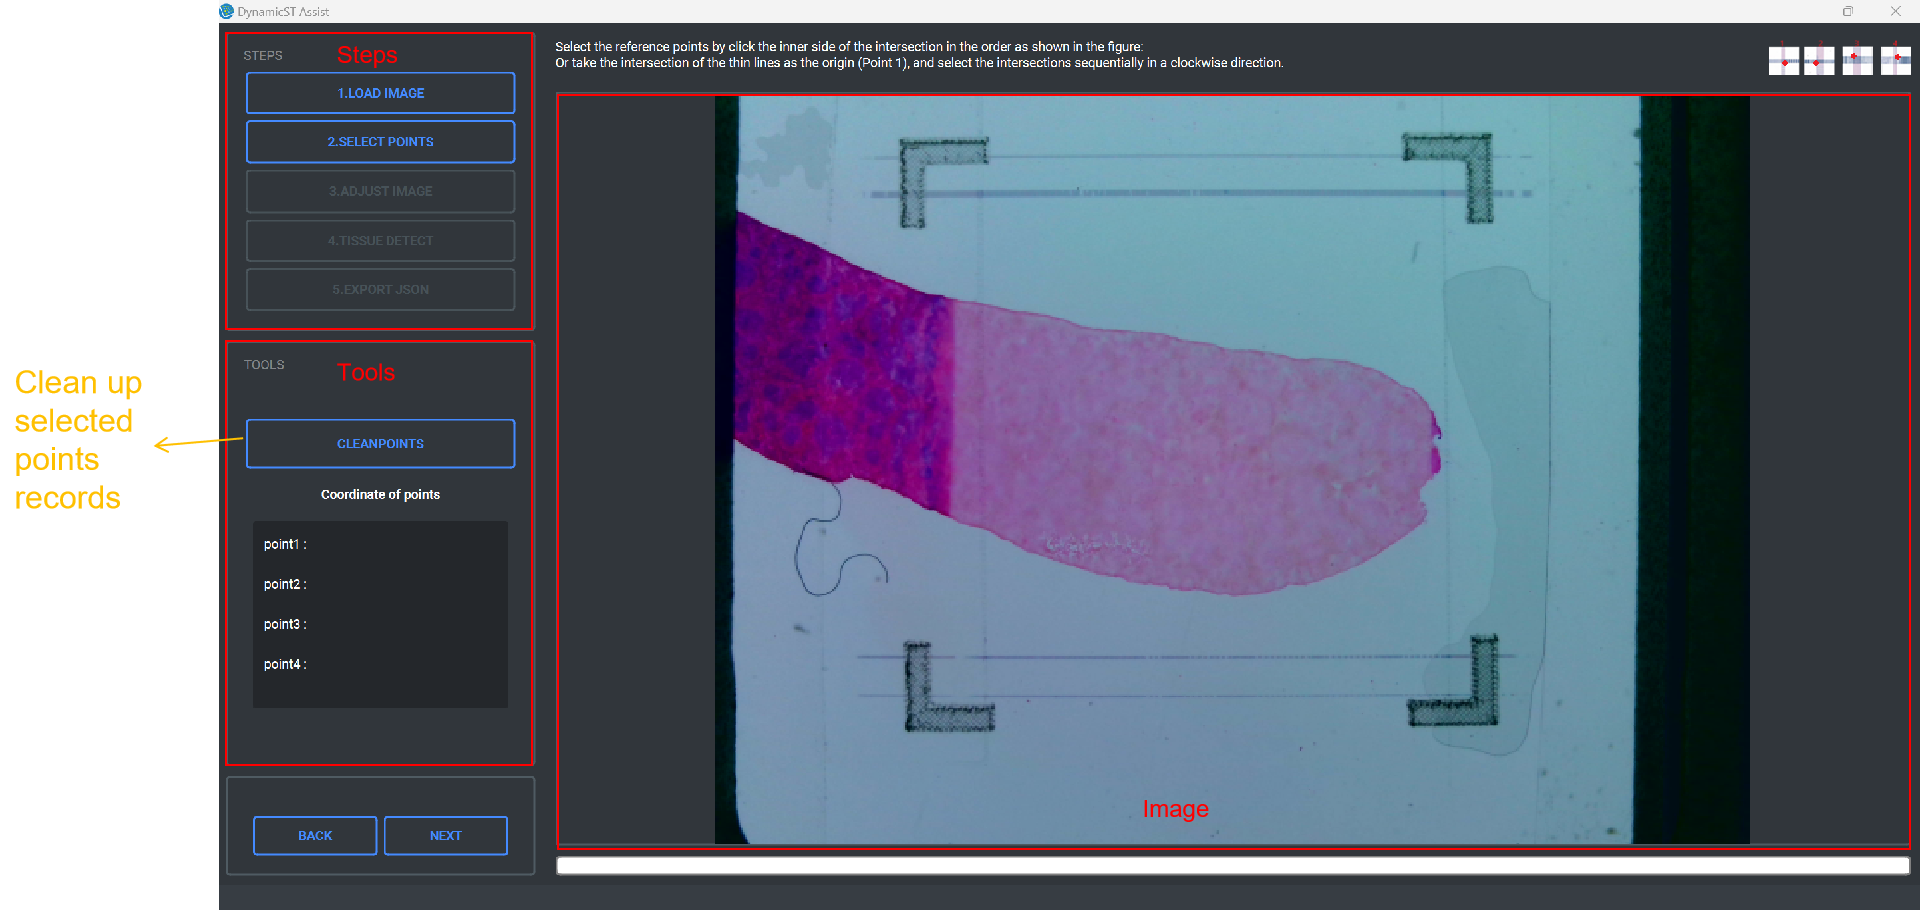 DynamicST Assist
STEPS
Steps
1.LOAD IMAGE
2.SELECT POINTS
3.ADJUST IMAGE
4.TISSUE DETECT
5.EXPORT JSON
TOOLS
Tools
CLEANPOINTS
Clean up
selected
points
records
Coordinate of points
point1 :
point2 :
point3 :
point4 :
BACK
NEXT
Select the reference points by click the inner side of the intersection in the order as shown in the figure:
Or take the intersection of the thin lines as the origin (Point 1), and select the intersections sequentially in a clockwise direction.
Image